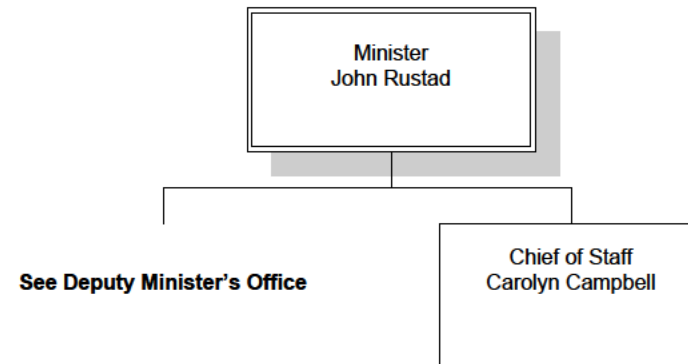 Minister
John Rustad
See Deputy Minister's Office
Chief of Staff
Carolyn Campbell